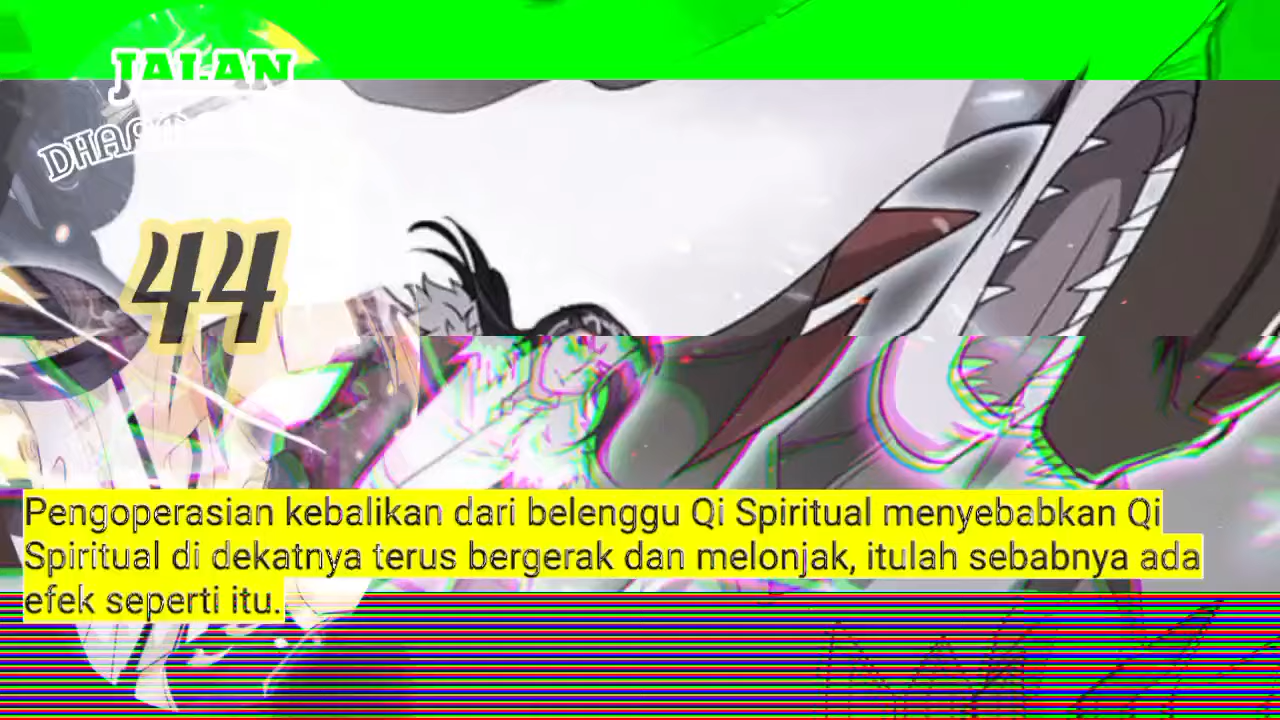 JALAN
44
Pengoperasian kebalikan dari belenggu Qi Spiritual menyebabkan Qi
Spiritual di dekatnya terus bergerak dan melonjak, itulah sebabnya ada
efek seperti itu.